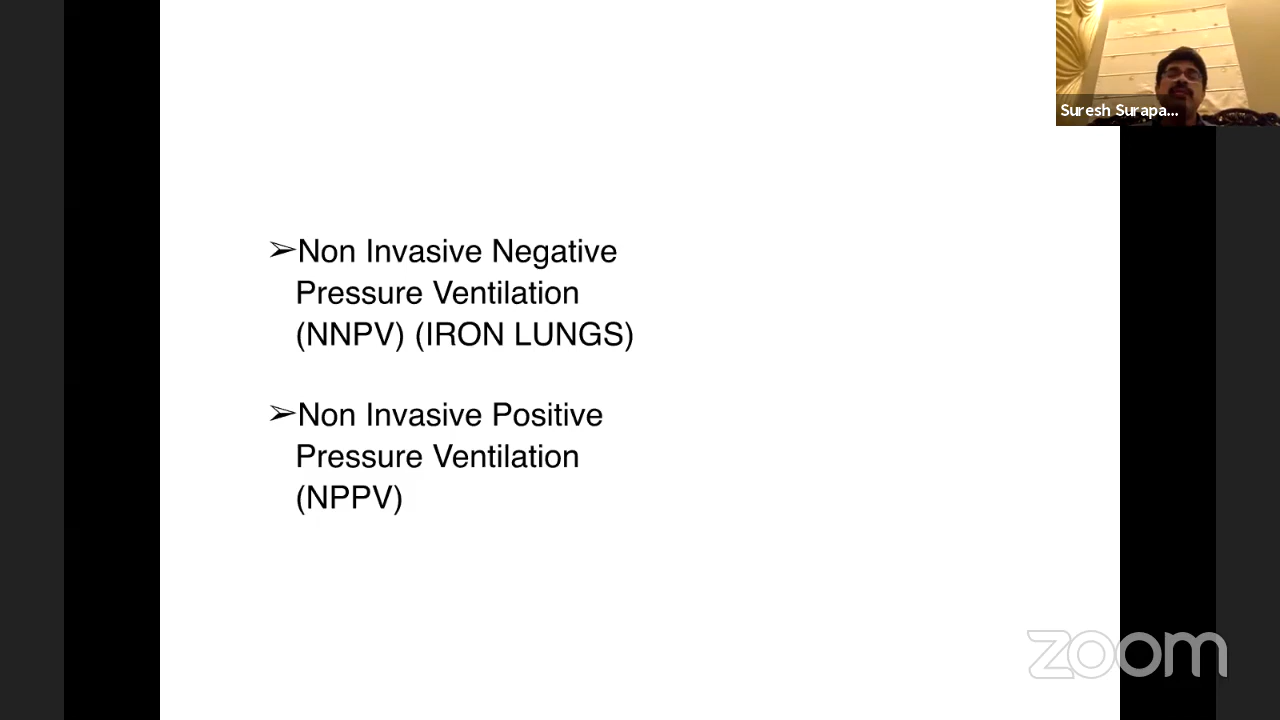 Suresh Surapa...
➢Non Invasive Negative
Pressure Ventilation
(NNPV) (IRON LUNGS)
➢Non Invasive Positive
Pressure Ventilation
(NPPV)
zoom